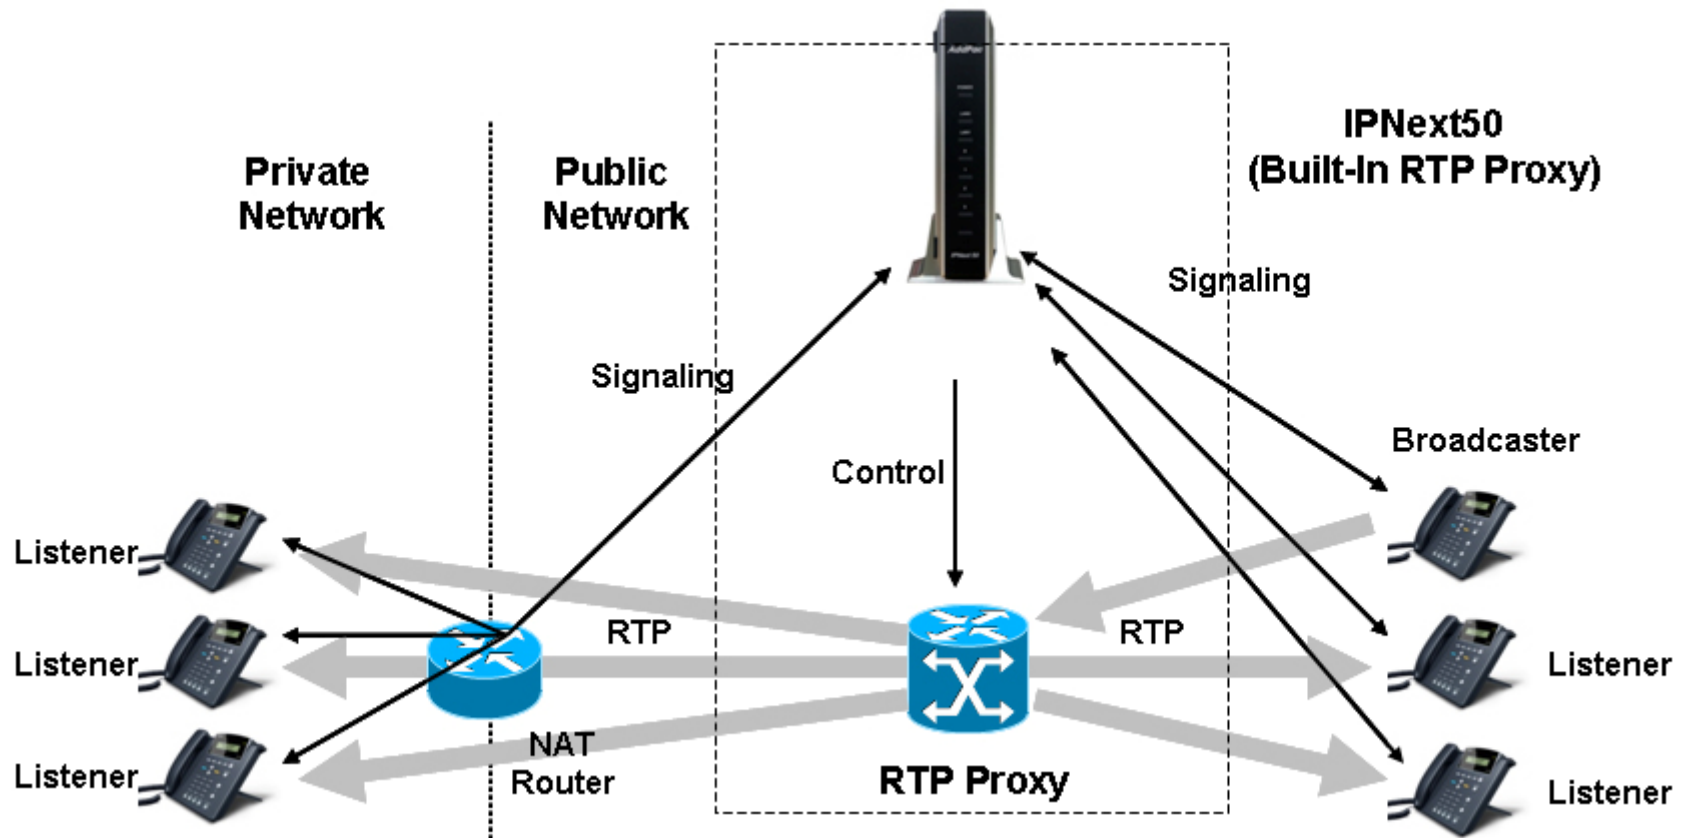 AddPac
IPNext50
(Built-In RTP Proxy)
Private
Network
Public
Network
Signaling
Signaling
Broadcaster
Control
Listener
RTP
RTP
Listener
Listener
NAT
Router
RTP Proxy
Listener
Listener